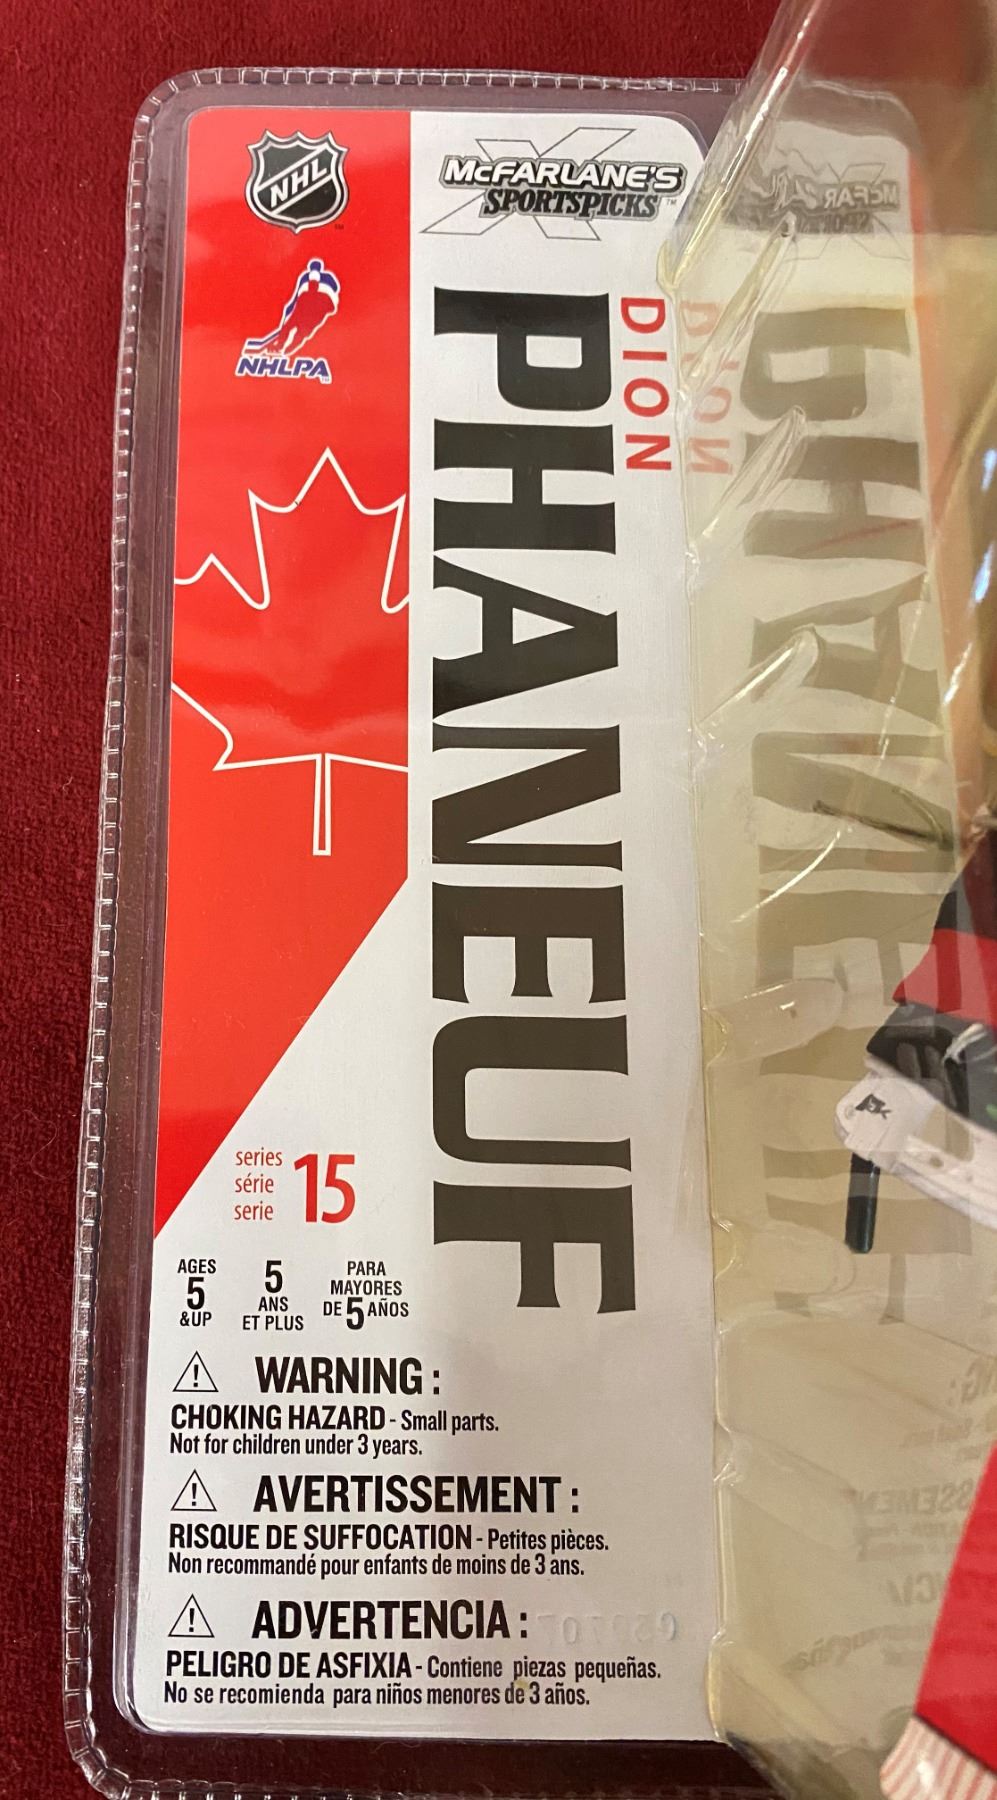 NHL
McFARLANE'S
SPORTSPICKS
NHLPA
DION
PHANEUF
series
série
serie
15
AGES
5
&UP
5
ANS
ET PLUS
PARA
MAYORES
DE 5 AÑOS
WARNING :
CHOKING HAZARD - Small parts.
Not for children under 3 years.
AVERTISSEMENT :
RISQUE DE SUFFOCATION - Petites pièces.
Non recommandé pour enfants de moins de 3 ans.
ADVERTENCIA :
PELIGRO DE ASFIXIA - Contiene piezas pequeñas.
No se recomienda para niños menores de 3 años.